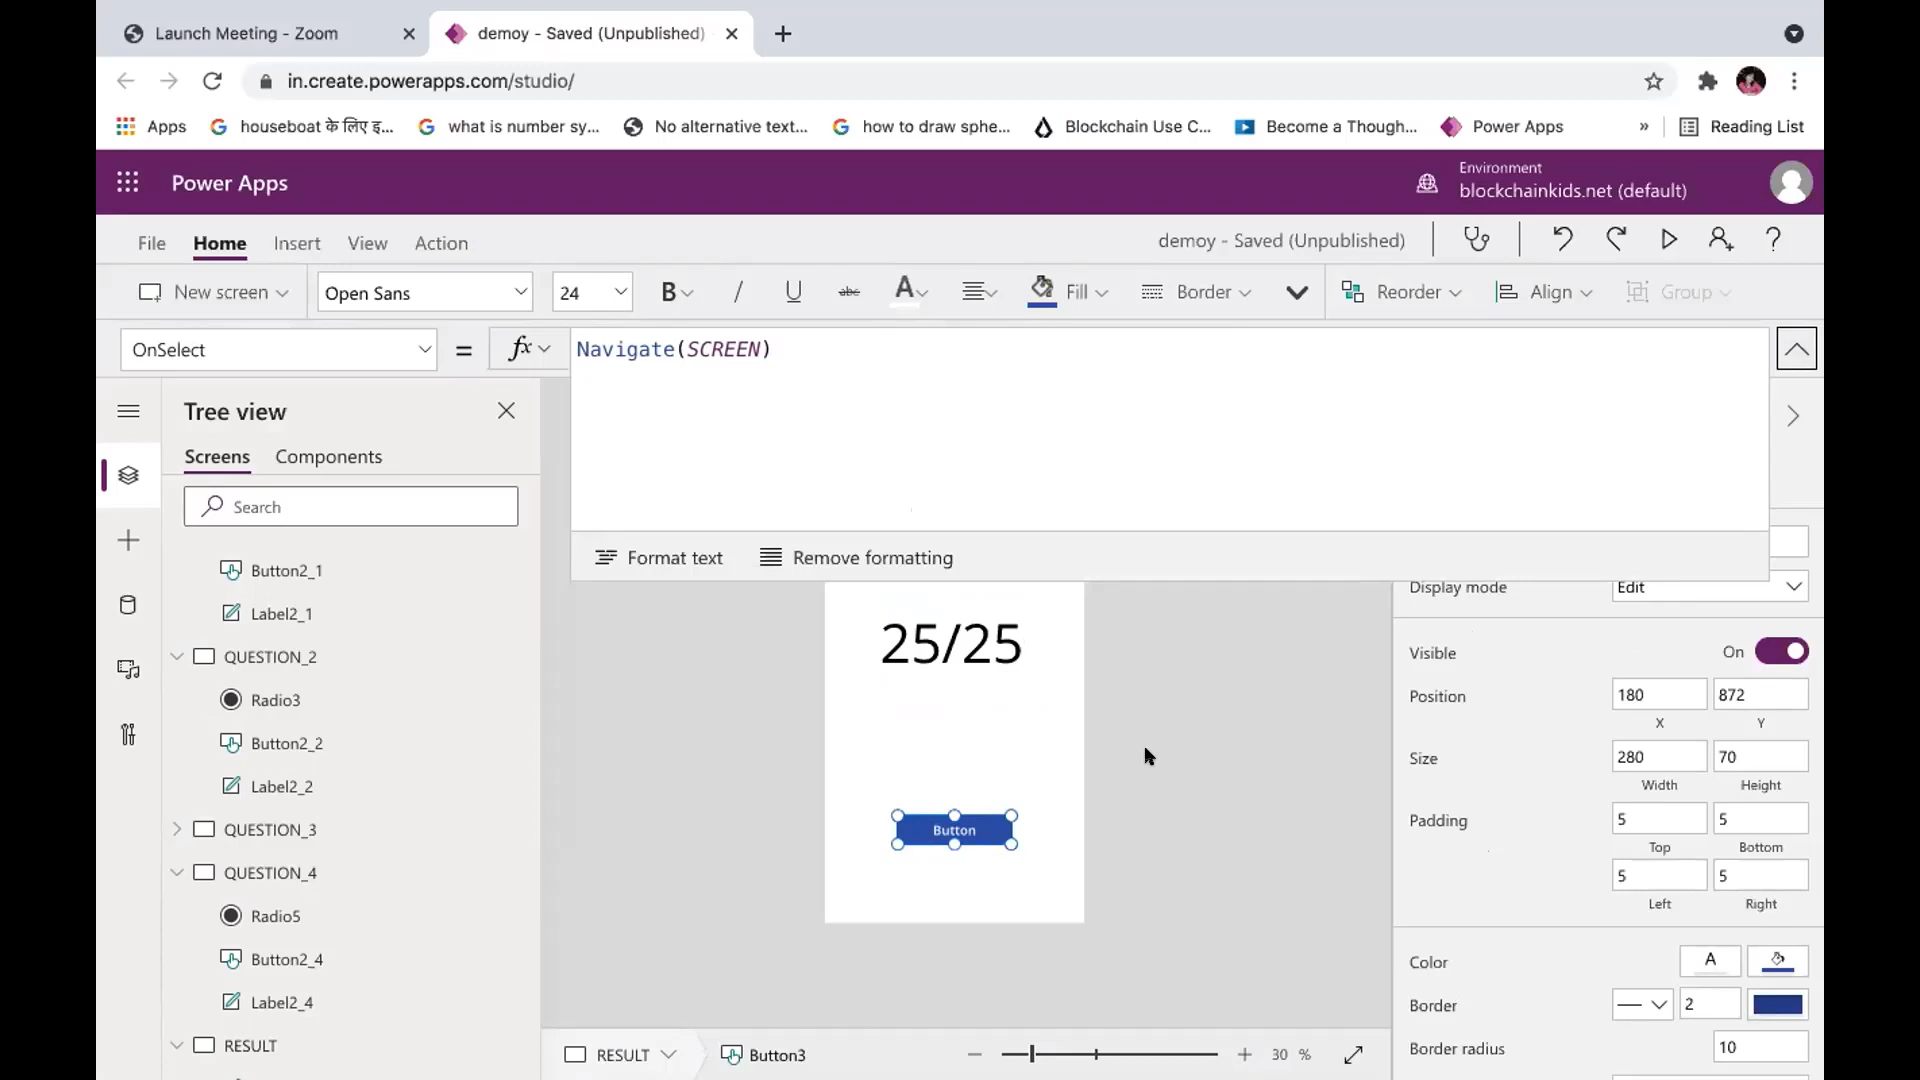 Launch Meeting - Zoom
demoy - Saved (Unpublished)
in.create.powerapps.com/studio/
Apps
houseboat के लिए इ...
what is number sy...
No alternative text...
how to draw sphe...
Blockchain Use C...
Become a Though...
Power Apps
»
Reading List
Power Apps
Environment
blockchainkids.net (default)
File
Home
Insert
View
Action
demoy - Saved (Unpublished)
New screen
Open Sans
24
B
/
U
abc
A
Fill
Border
Reorder
Align
Group
OnSelect
=
fx
Navigate(SCREEN)
Tree view
Screens
Components
Search
Format text
Remove formatting
Button2_1
Label2_1
QUESTION_2
Radio3
Button2_2
Label2_2
QUESTION_3
QUESTION_4
Radio5
Button2_4
Label2_4
RESULT
25/25
Button
Display mode
Edit
Visible
On
Position
180
872
X
Y
Size
280
70
Width
Height
Padding
5
5
Top
Bottom
5
5
Left
Right
Color
A
Border
2
Border radius
10
RESULT
Button3
30 %